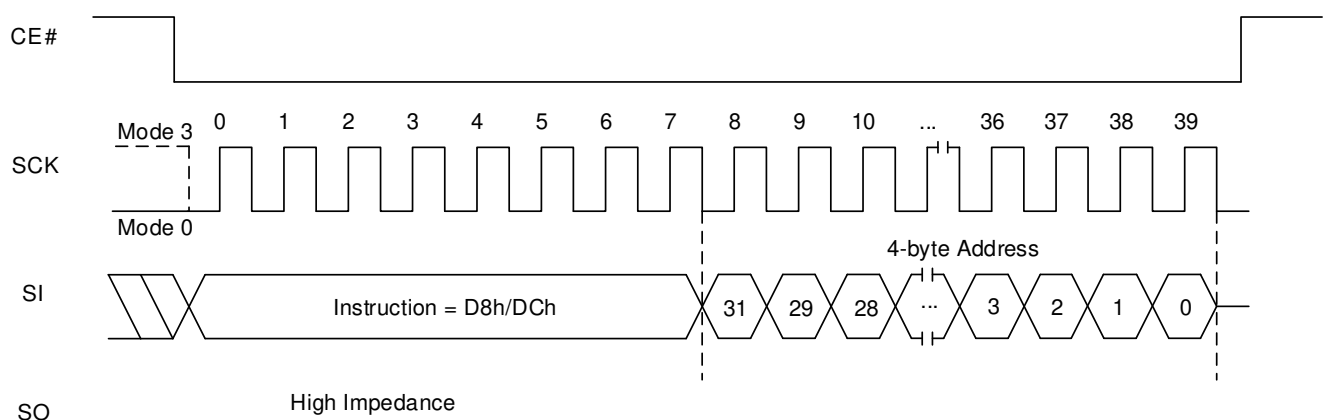 CE#
0 1 2 3 4 5 6 7 8 9 10 ... 36 37 38 39
Mode 3
SCK
Mode 0
4-byte Address
SI
Instruction = D8h/DCh
31 29 28 ... 3 2 1 0
High Impedance
SO